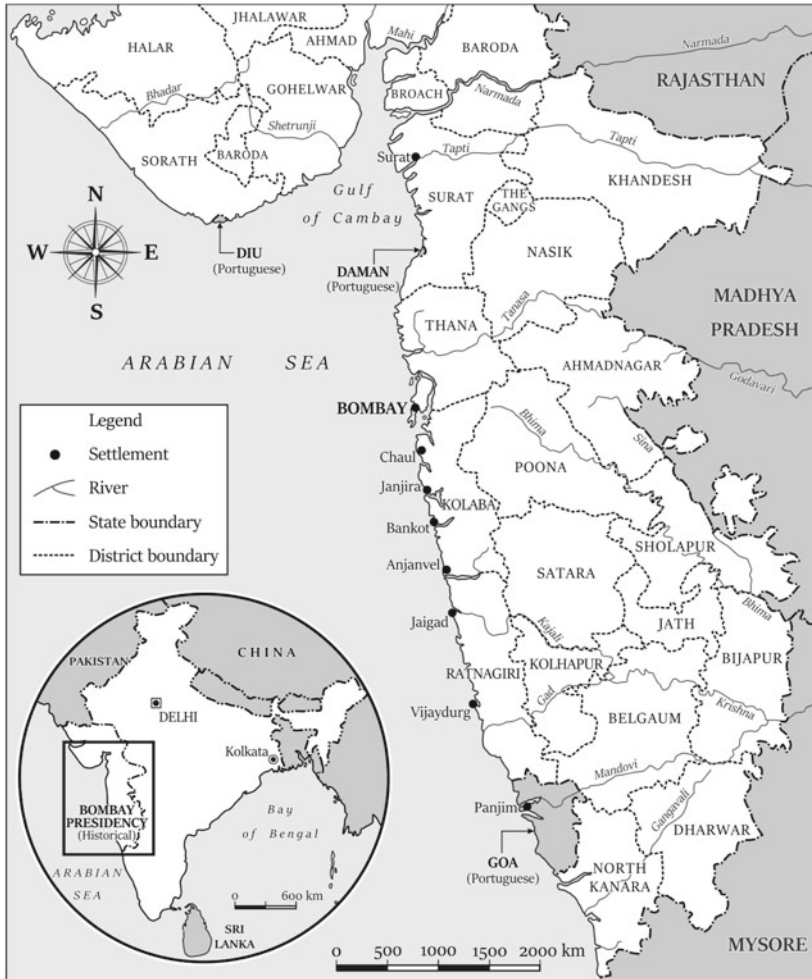 JHALAWAR
HALAR
AHMAD
Mahi
BARODA
Narmada
RAJASTHAN
Bhadar
GOHELWAR
BROACH
Narmada
Shetrunji
SORATH
BARODA
Surat
Tapti
Tapti
KHANDESH
Gulf
of Cambay
SURAT
THE
GANGS
N
W
E
S
DIU
(Portuguese)
DAMAN
(Portuguese)
NASIK
MADHYA
PRADESH
Tanasa
THANA
ARABIAN SEA
AHMADNAGAR
Godavari
BOMBAY
Bhima
Sina
Chaul
POONA
Janjira
KOLABA
Bankot
SHOLAPUR
Anjanvel
SATARA
Bhima
Jaigad
Kajali
JATH
RATNAGIRI
KOLHAPUR
BIJAPUR
Gad
Vijaydurg
BELGAUM
Krishna
Mandovi
Panjim
Gangavali
DHARWAR
GOA
(Portuguese)
NORTH
KANARA
MYSORE
Legend
Settlement
River
State boundary
District boundary
PAKISTAN
CHINA
DELHI
Kolkata
BOMBAY
PRESIDENCY
(Historical)
Bay
of Bengal
ARABIAN
SEA
0 600 km
SRI
LANKA
0 500 1000 1500 2000 km